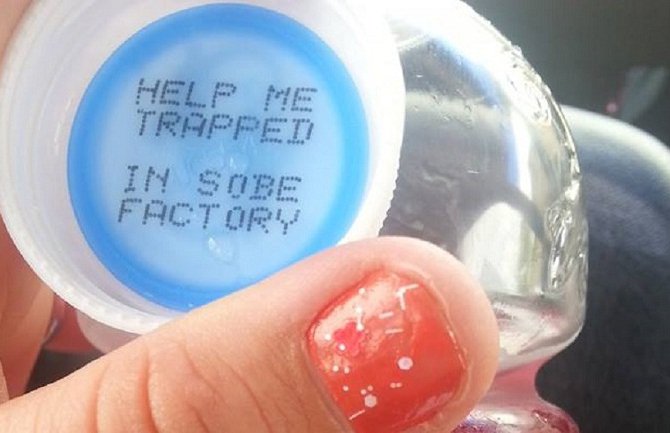 HELP ME
TRAPPED
IN SOBE
FACTORY